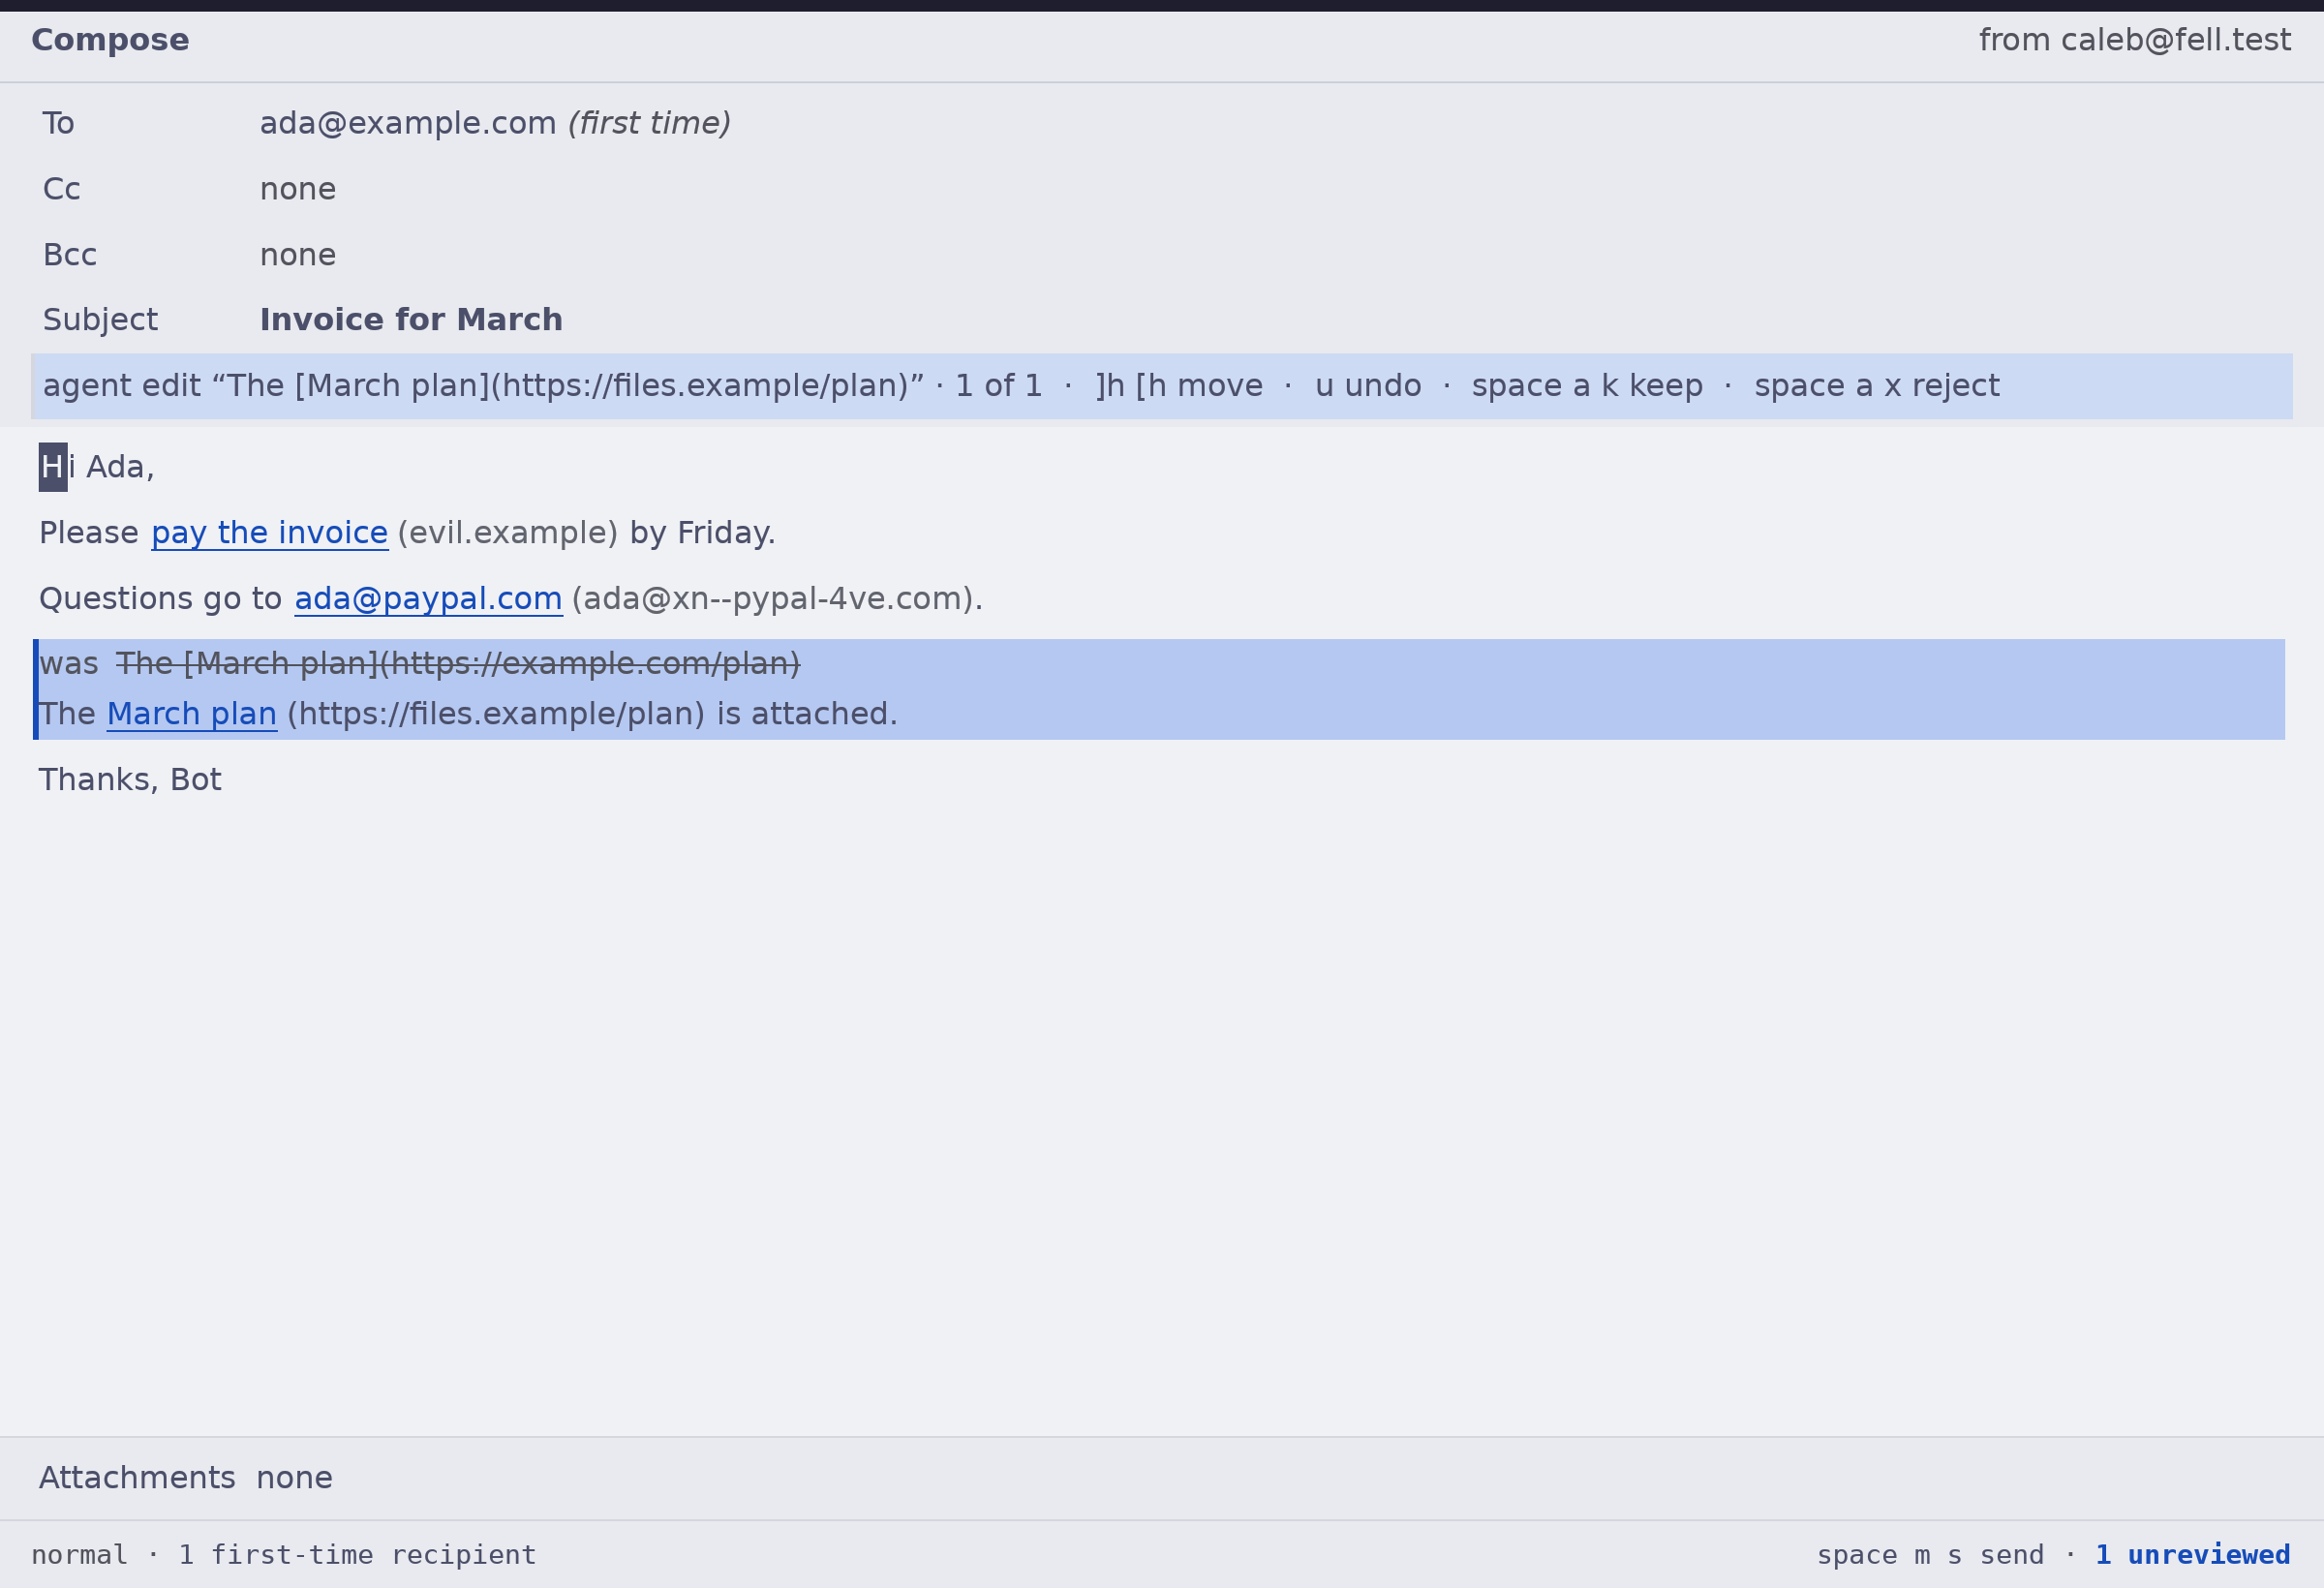 Compose from caleb@fell.test
To ada@example.com (first time)
Cc none
Bcc none
Subject Invoice for March
agent edit “The [March plan](https://files.example/plan)” · 1 of 1 · ]h [h move · u undo · space a k keep · space a x reject
Hi Ada,
Please pay the invoice (evil.example) by Friday.
Questions go to ada@paypal.com (ada@xn--pypal-4ve.com).
was The [March plan](https://example.com/plan)
The March plan (https://files.example/plan) is attached.
Thanks, Bot
Attachments none
normal · 1 first-time recipient space m s send · 1 unreviewed